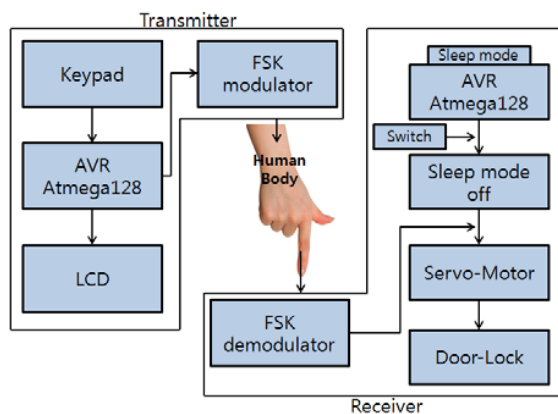 Transmitter
Keypad
AVR
Atmega128
LCD
FSK
modulator
Human
Body
Sleep mode
AVR
Atmega128
Switch
Sleep mode
off
Servo-Motor
Door-Lock
FSK
demodulator
Receiver